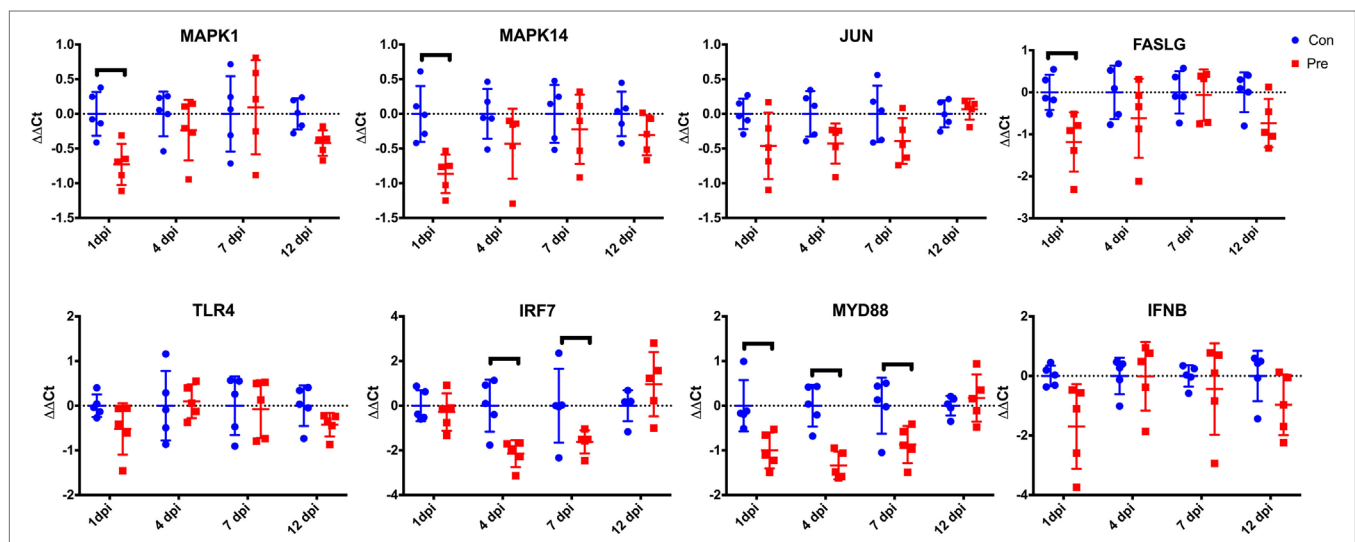 MAPK1
MAPK14
JUN
FASLG
Con
Pre
ΔΔCt
1.0
0.5
0.0
-0.5
-1.0
-1.5
1dpi
4 dpi
7 dpi
12 dpi
ΔΔCt
1.0
0.5
0.0
-0.5
-1.0
-1.5
1dpi
4 dpi
7 dpi
12 dpi
ΔΔCt
1.0
0.5
0.0
-0.5
-1.0
-1.5
1dpi
4 dpi
7 dpi
12 dpi
ΔΔCt
1
0
-1
-2
-3
1dpi
4 dpi
7 dpi
12 dpi
TLR4
IRF7
MYD88
IFNB
ΔΔCt
2
1
0
-1
-2
1dpi
4 dpi
7 dpi
12 dpi
ΔΔCt
4
2
0
-2
-4
1dpi
4 dpi
7 dpi
12 dpi
ΔΔCt
2
1
0
-1
-2
1dpi
4 dpi
7 dpi
12 dpi
ΔΔCt
2
0
-2
-4
1dpi
4 dpi
7 dpi
12 dpi